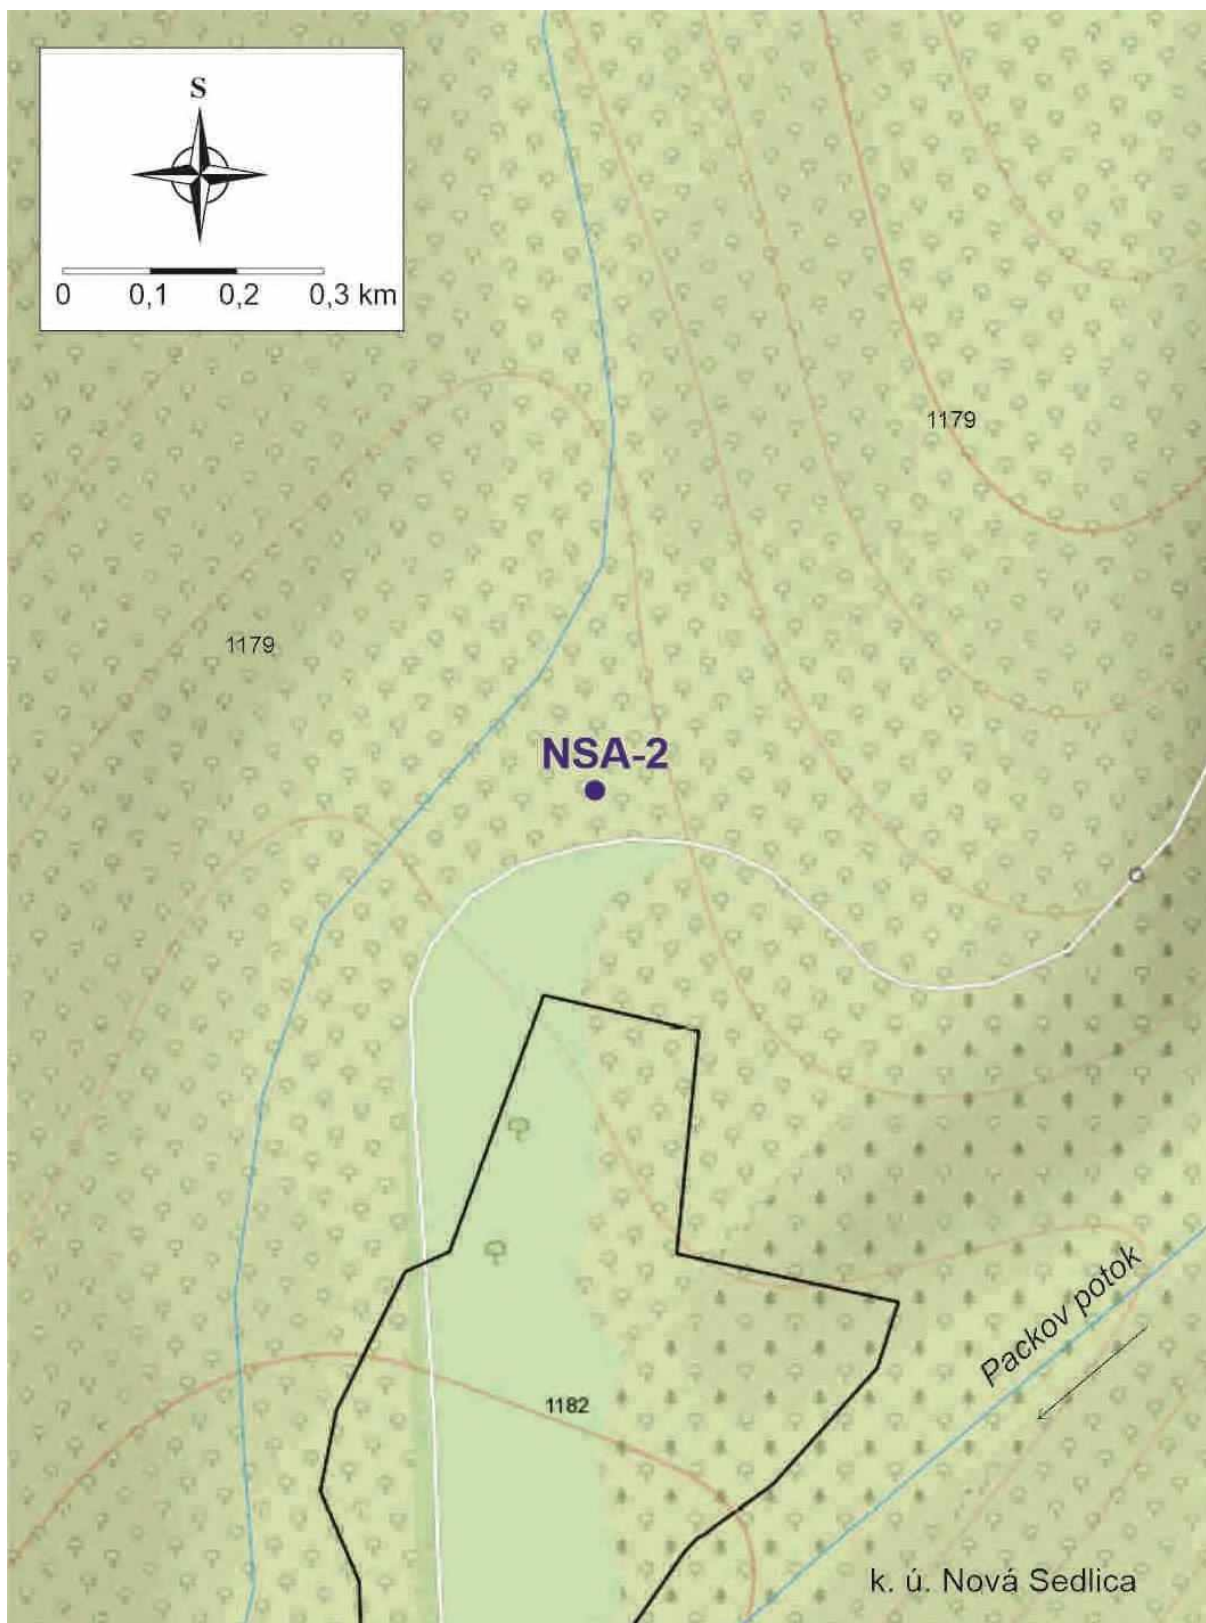 S
0 0,1 0,2 0,3 km
1179
1179
NSA-2
Packov potok
1182
k. ú. Nová Sedlica